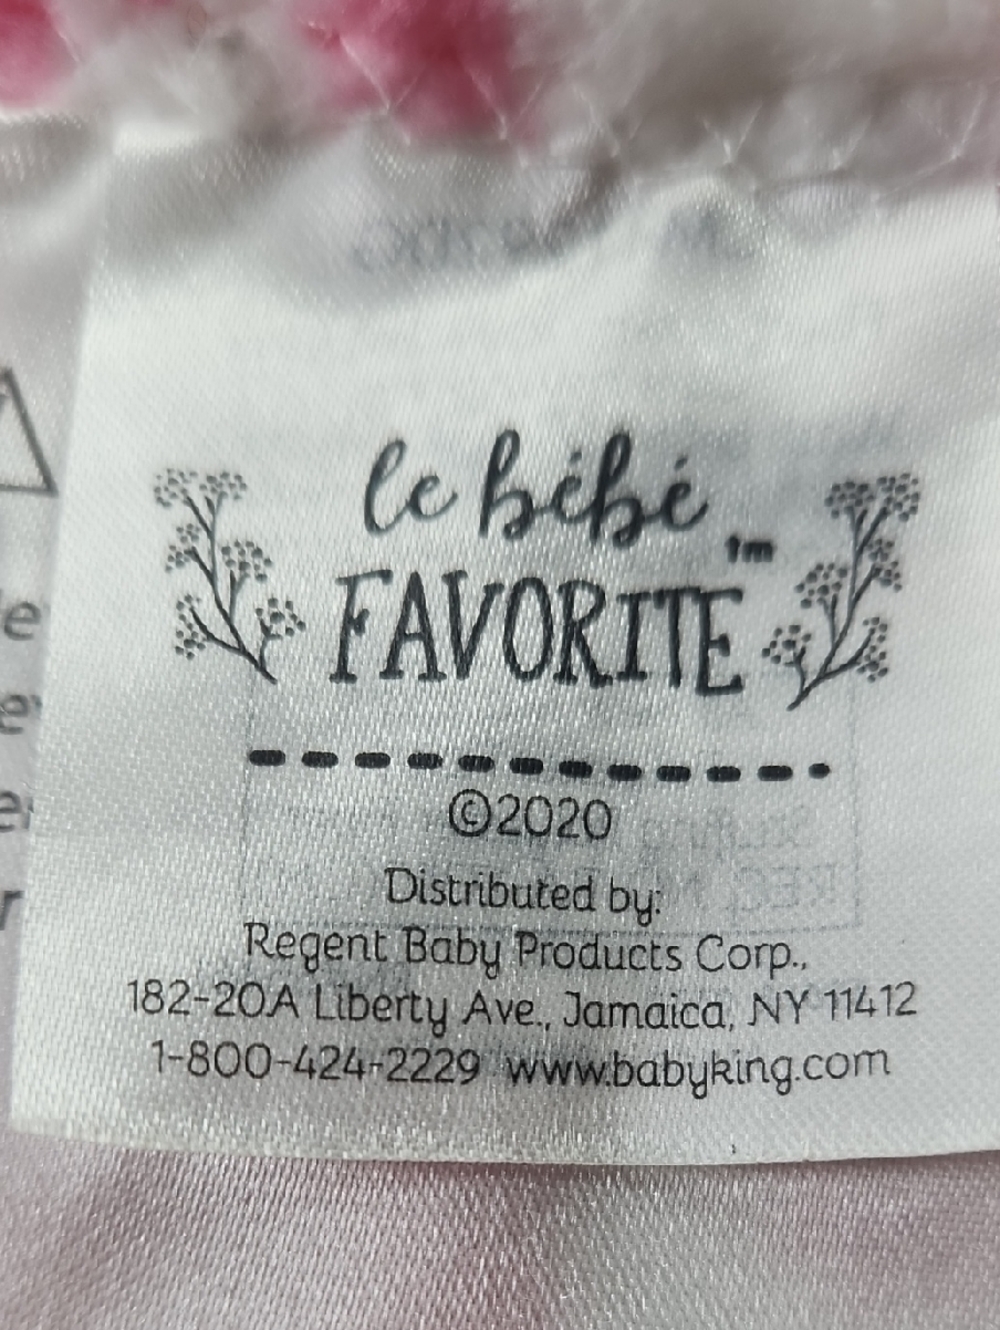 le bébé
FAVORITE tm
©2020
Distributed by:
Regent Baby Products Corp.,
182-20A Liberty Ave., Jamaica, NY 11412
1-800-424-2229 www.babyking.com